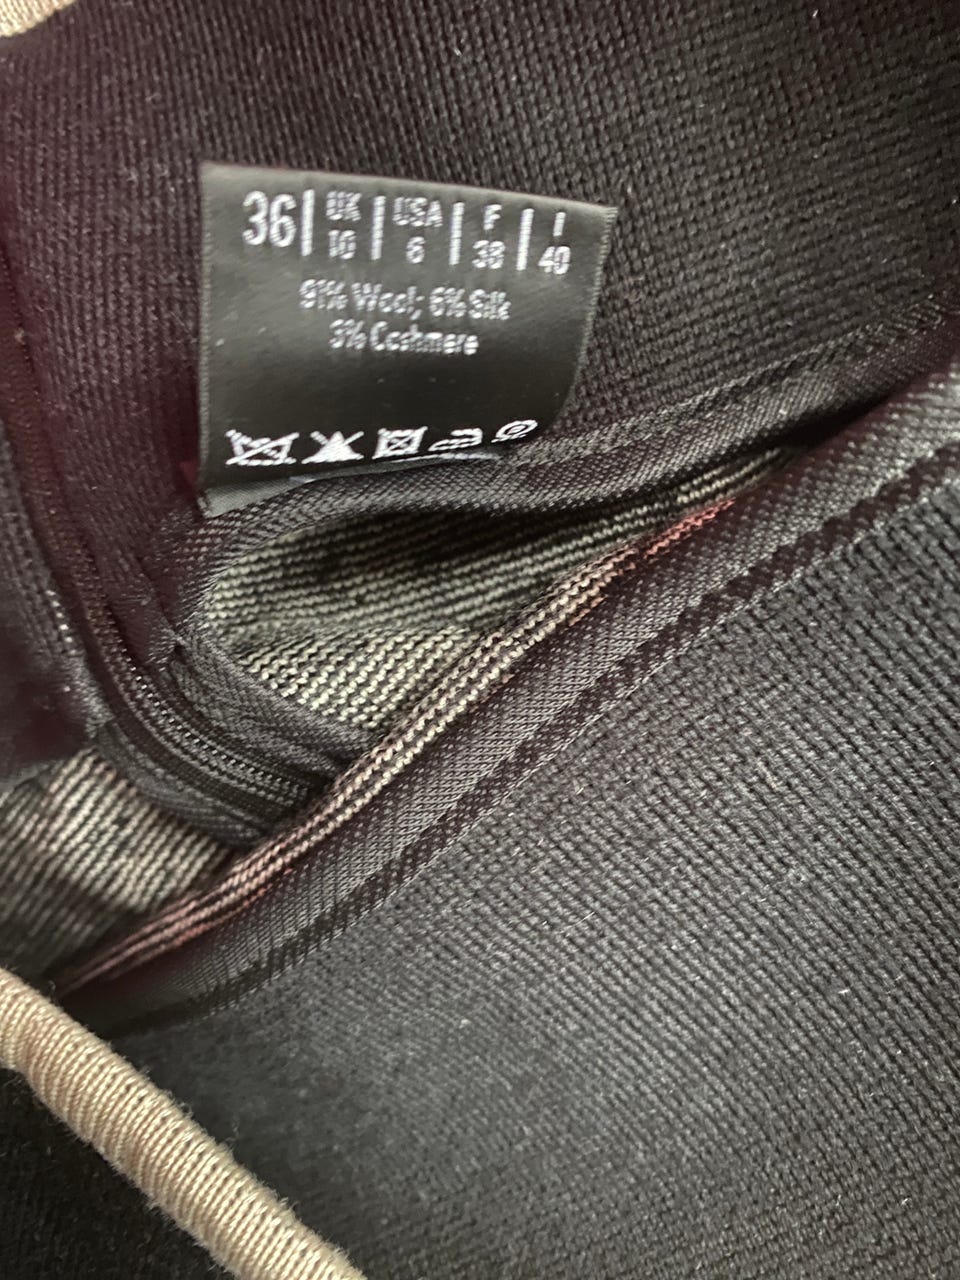 36 | UK 10 | USA 6 | F 38 | I 40
91% Wool; 6% Silk
3% Cashmere